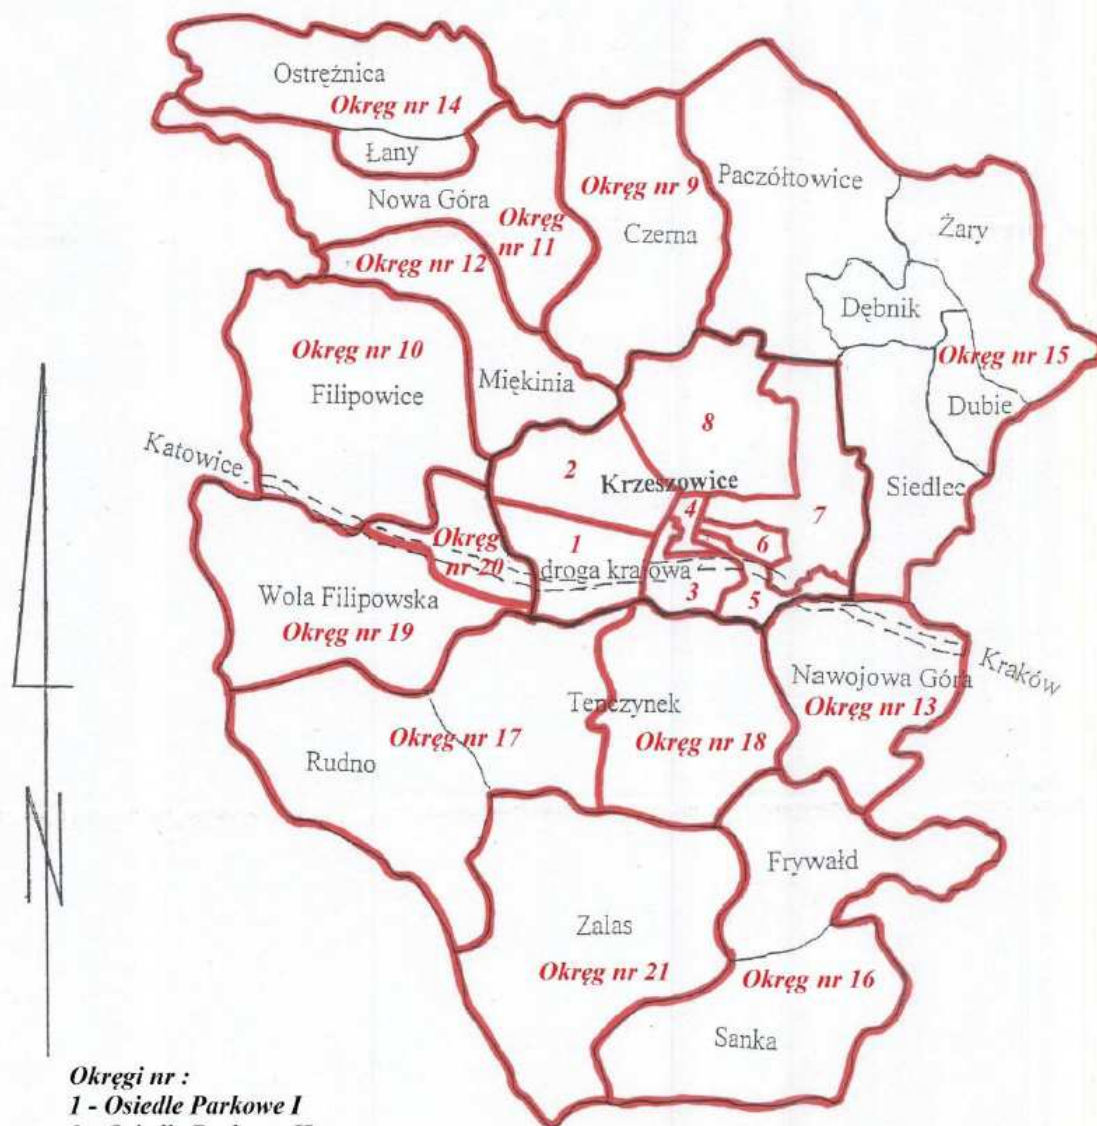 Ostrężnica
Okręg nr 14
Łany
Nowa Góra
Okręg
nr 11
Okręg nr 12
Okręg nr 9
Czerna
Paczółtowice
Żary
Dębnik
Okręg nr 15
Dubie
Siedlec
Okręg nr 10
Filipowice
Miękinia
Katowice
8
2
Krzeszowice
4
7
6
1
Okręg
nr 20
droga krajowa
3
5
Wola Filipowska
Okręg nr 19
Kraków
Nawojowa Góra
Okręg nr 13
Tenczynek
Okręg nr 17
Okręg nr 18
Rudno
Frywałd
Zalas
Okręg nr 21
Okręg nr 16
Sanka
N
Okręgi nr :
1 - Osiedle Parkowe I